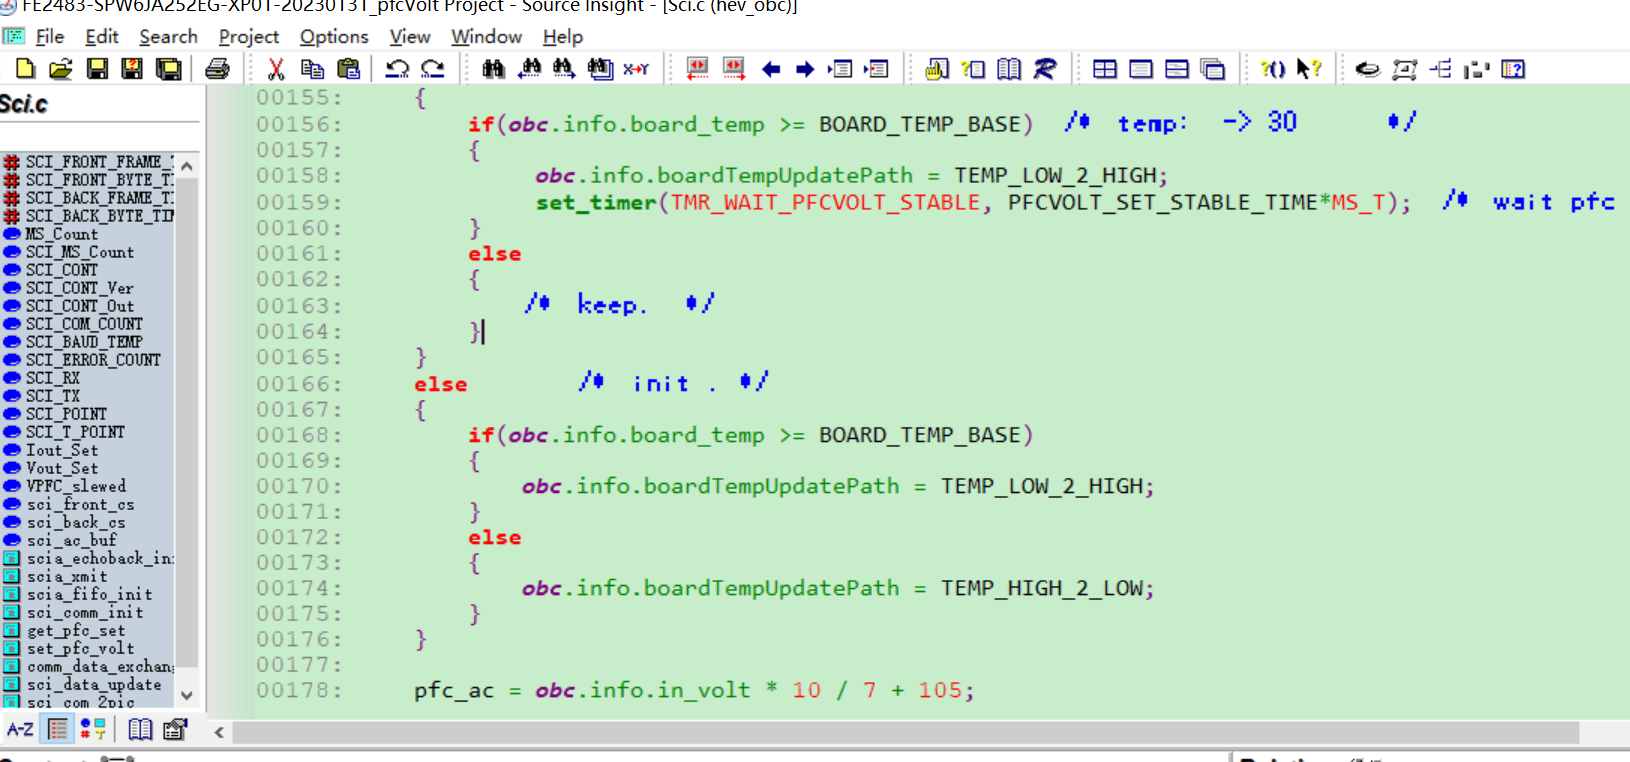 FE2483-SPW6JA252EG-XP01-20230131_pfcVolt Project - Source Insight - [Sci.c (hev_obc)]
File Edit Search Project Options View Window Help
Sci.c
SCI_FRONT_FRAME_
SCI_FRONT_BYTE_T
SCI_BACK_FRAME_T
SCI_BACK_BYTE_TI
MS_Count
SCI_MS_Count
SCI_CONT
SCI_CONT_Ver
SCI_CONT_Out
SCI_COM_COUNT
SCI_BAUD_TEMP
SCI_ERROR_COUNT
SCI_RX
SCI_TX
SCI_POINT
SCI_T_POINT
Iout_Set
Vout_Set
VPFC_slewed
sci_front_cs
sci_back_cs
sci_ac_buf
scia_echoback_in
scia_xmit
scia_fifo_init
sci_comm_init
get_pfc_set
set_pfc_volt
comm_data_exchan
sci_data_update
sci_com_2pic
A-Z
00155: {
00156: if(obc.info.board_temp >= BOARD_TEMP_BASE) /* temp: -> 30 */
00157: {
00158: obc.info.boardTempUpdatePath = TEMP_LOW_2_HIGH;
00159: set_timer(TMR_WAIT_PFCVOLT_STABLE, PFCVOLT_SET_STABLE_TIME*MS_T); /* wait pfc
00160: }
00161: else
00162: {
00163: /* keep. */
00164: }
00165: }
00166: else /* init . */
00167: {
00168: if(obc.info.board_temp >= BOARD_TEMP_BASE)
00169: {
00170: obc.info.boardTempUpdatePath = TEMP_LOW_2_HIGH;
00171: }
00172: else
00173: {
00174: obc.info.boardTempUpdatePath = TEMP_HIGH_2_LOW;
00175: }
00176: }
00177:
00178: pfc_ac = obc.info.in_volt * 10 / 7 + 105;